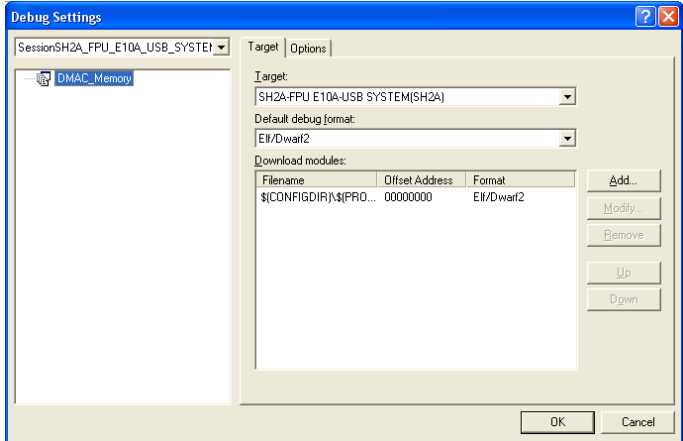 Debug Settings
SessionSH2A_FPU_E10A_USB_SYSTEM
DMAC_Memory
Target
Options
Target:
SH2A-FPU E10A-USB SYSTEM(SH2A)
Default debug format:
Elf/Dwarf2
Download modules:
Filename Offset Address Format
$(CONFIGDIR)\$(PRO... 00000000 Elf/Dwarf2
Add...
Modify...
Remove
Up
Down
OK
Cancel